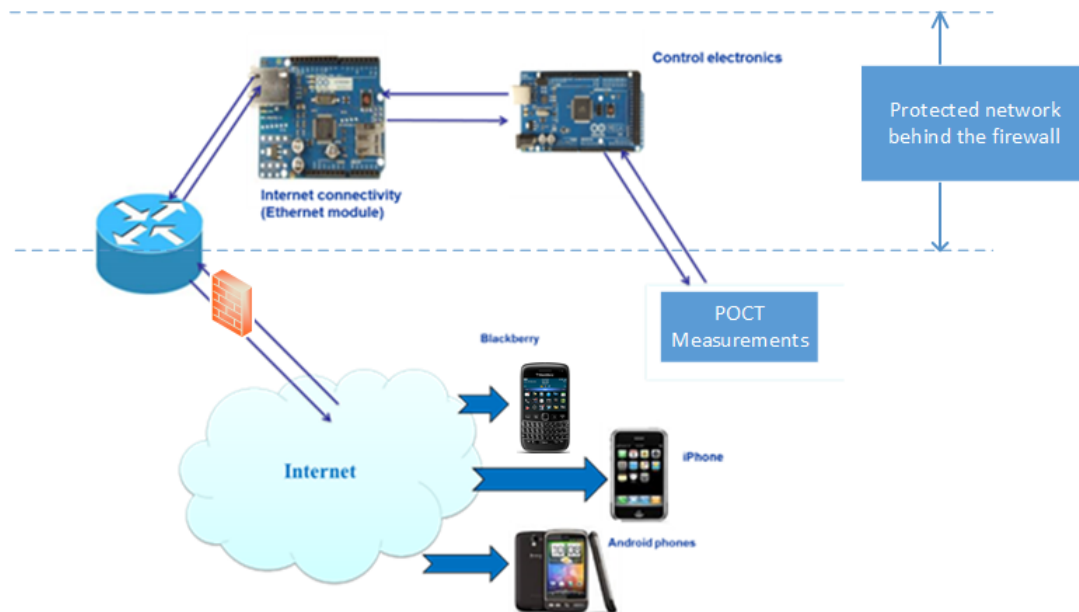 Control electronics
Protected network
behind the firewall
Internet connectivity
(Ethernet module)
POCT
Measurements
Blackberry
Internet
iPhone
Android phones